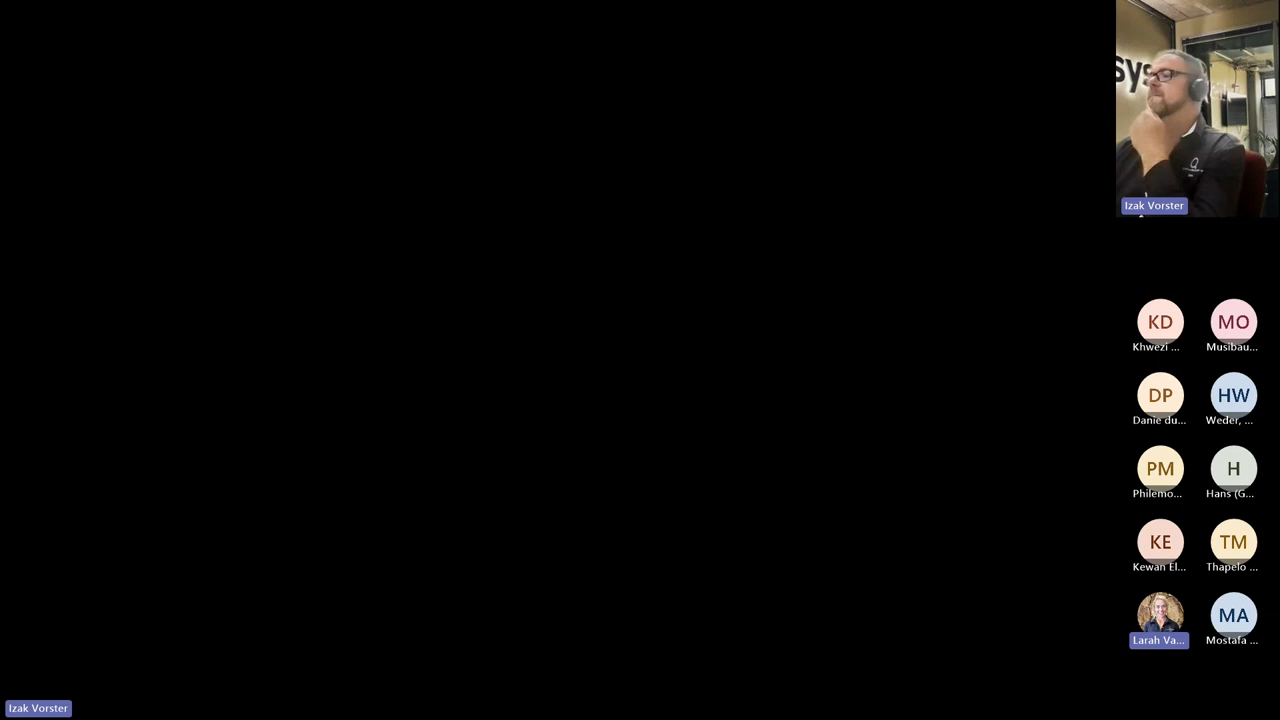 sys
Izak Vorster
KD
MO
Khwezi ...
Musibau...
DP
HW
Danie du...
Weder, ...
PM
H
Philemo...
Hans (G...
KE
TM
Kewan El...
Thapelo ...
MA
Larah Va...
Mostafa ...
Izak Vorster